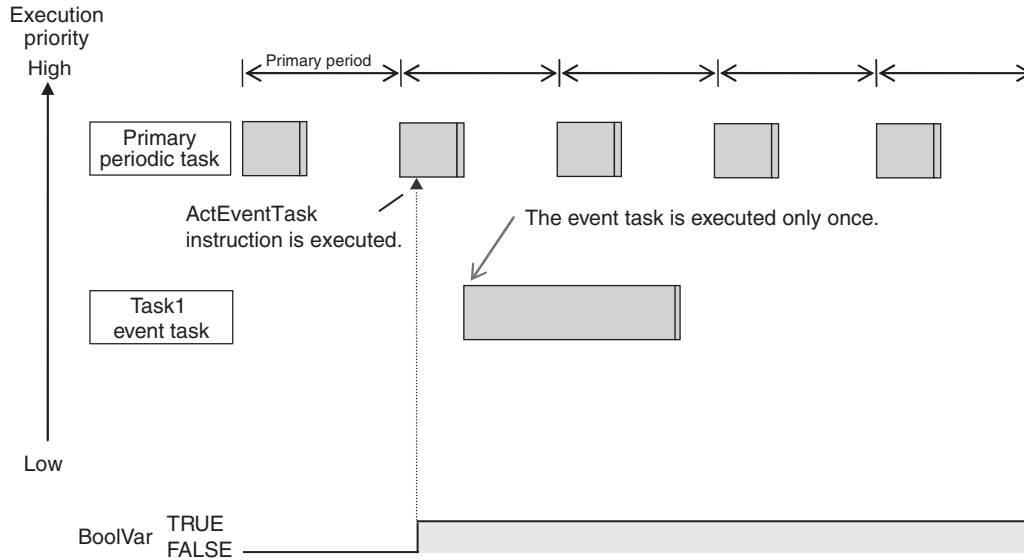 Execution
priority
High
Primary period
Primary
periodic task
ActEventTask
instruction is executed.
The event task is executed only once.
Task1
event task
Low
BoolVar
TRUE
FALSE